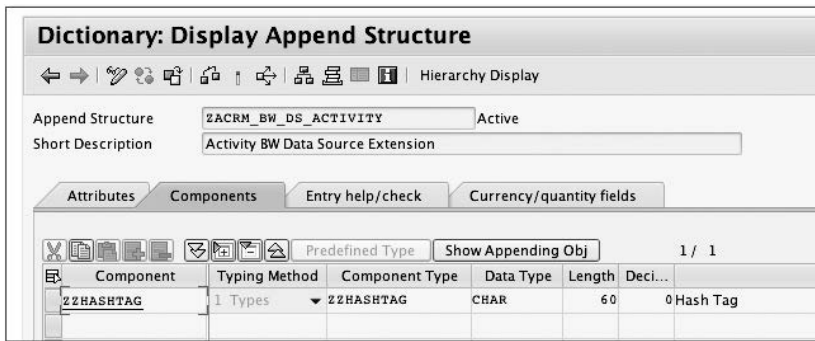 Dictionary: Display Append Structure
Hierarchy Display
Append Structure ZACRM_BW_DS_ACTIVITY Active
Short Description Activity BW Data Source Extension
Attributes Components Entry help/check Currency/quantity fields
Predefined Type Show Appending Obj 1 / 1
Component Typing Method Component Type Data Type Length Deci...
ZZHASHTAG 1 Types ZZHASHTAG CHAR 60 0 Hash Tag